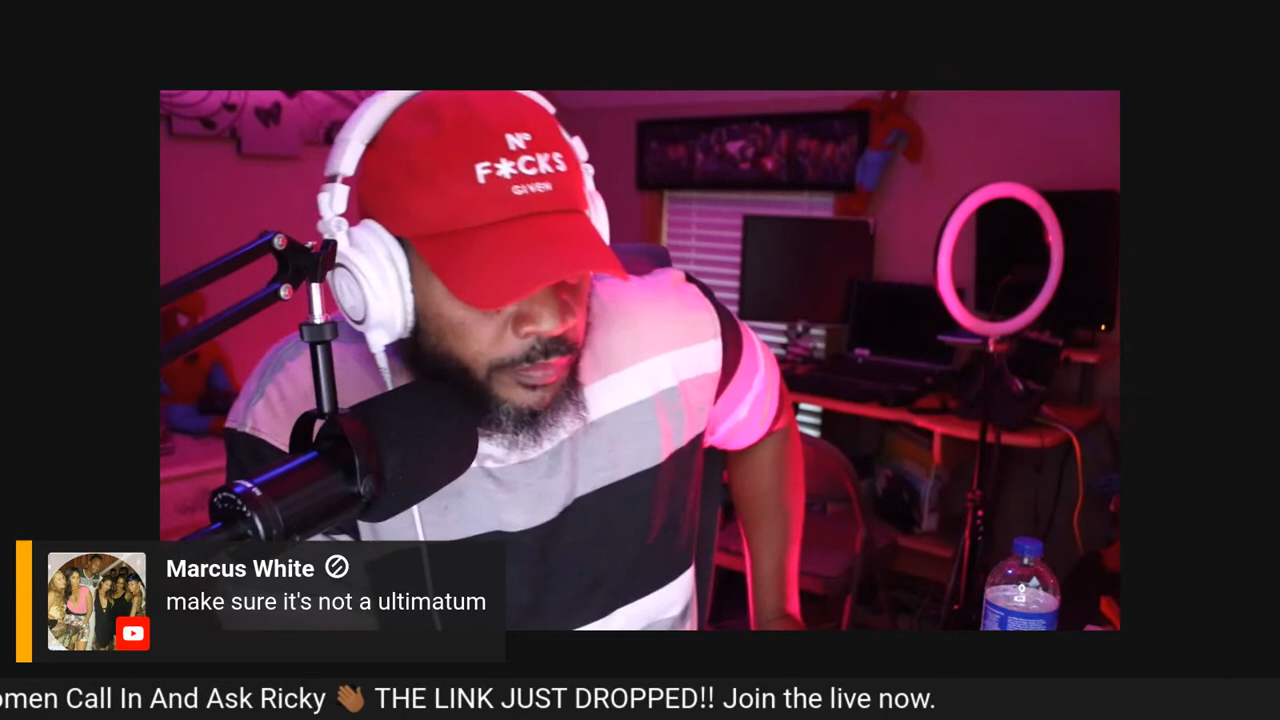 Nº
F*CKS
GIVEN
Marcus White
make sure it's not a ultimatum
omen Call In And Ask Ricky 👋🏾 THE LINK JUST DROPPED!! Join the live now.